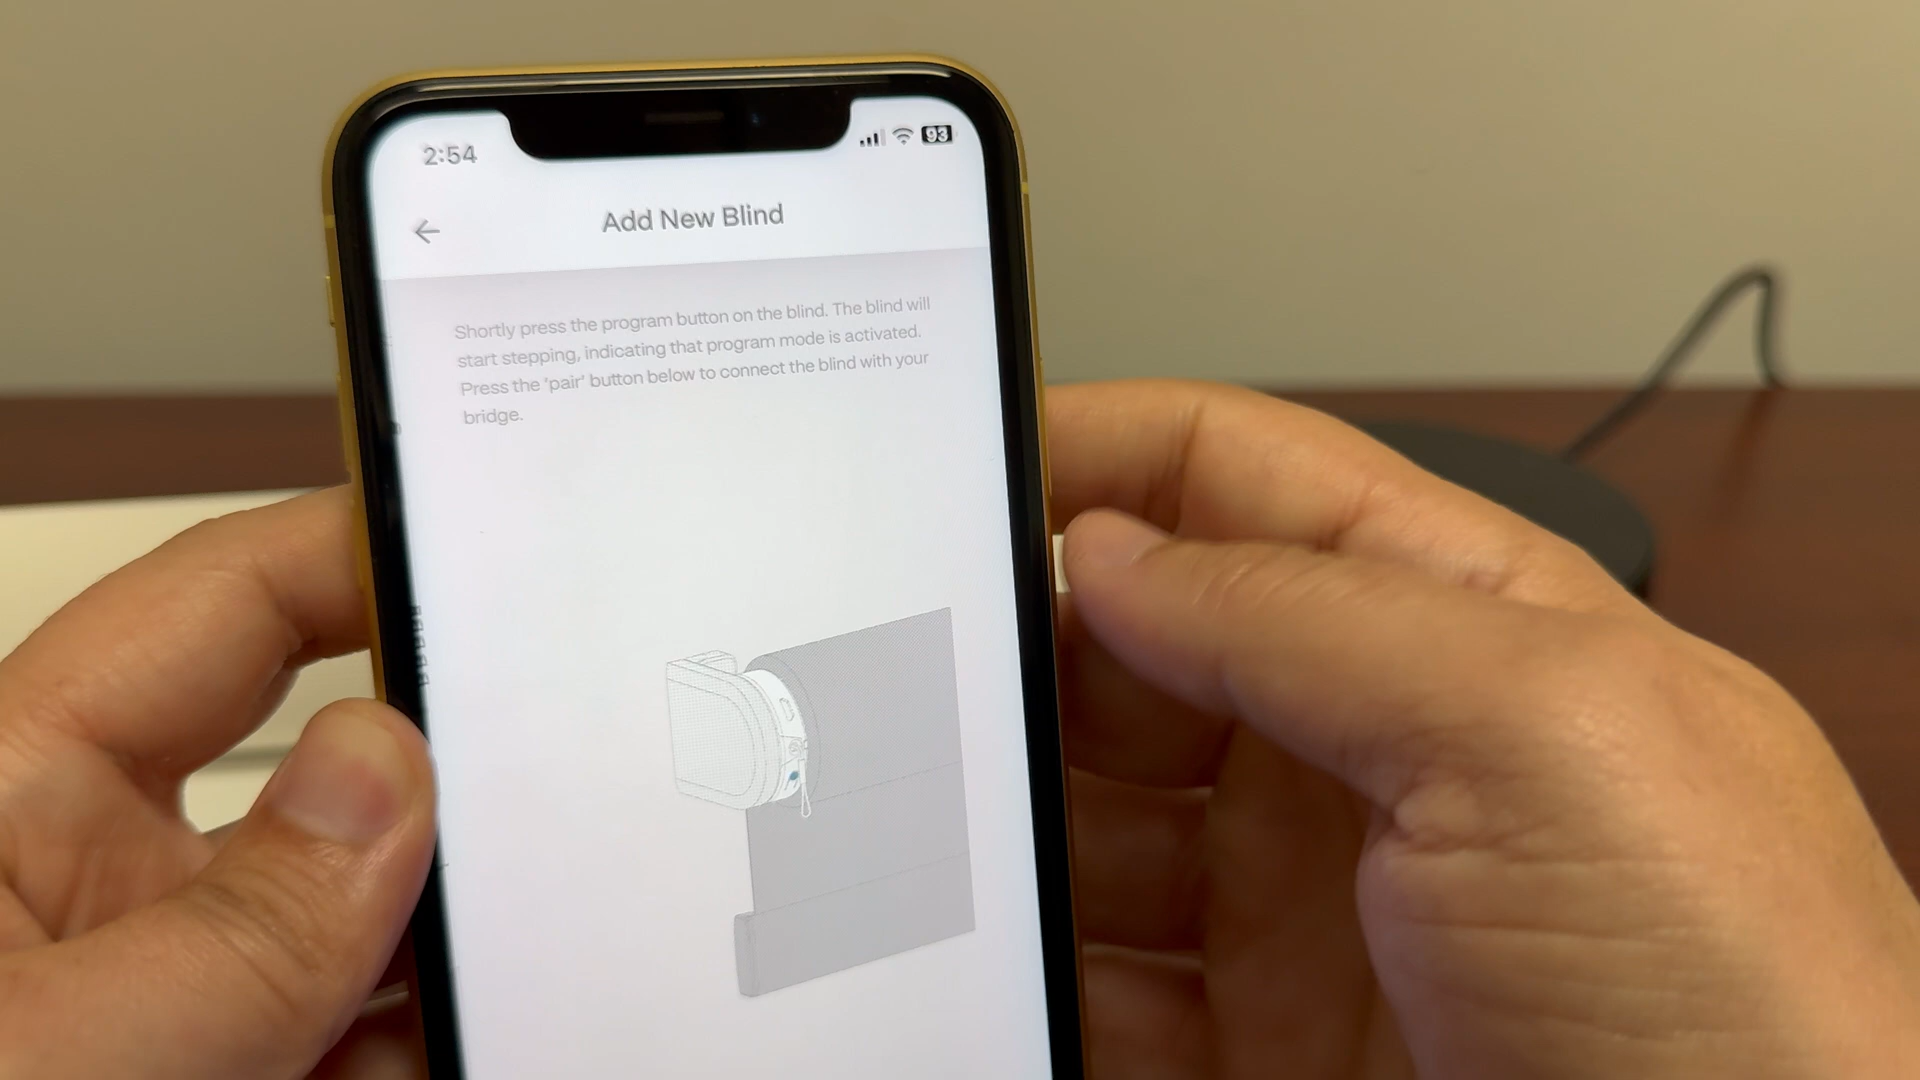 2:54
93
Add New Blind
Shortly press the program button on the blind. The blind will
start stepping, indicating that program mode is activated.
Press the 'pair' button below to connect the blind with your
bridge.